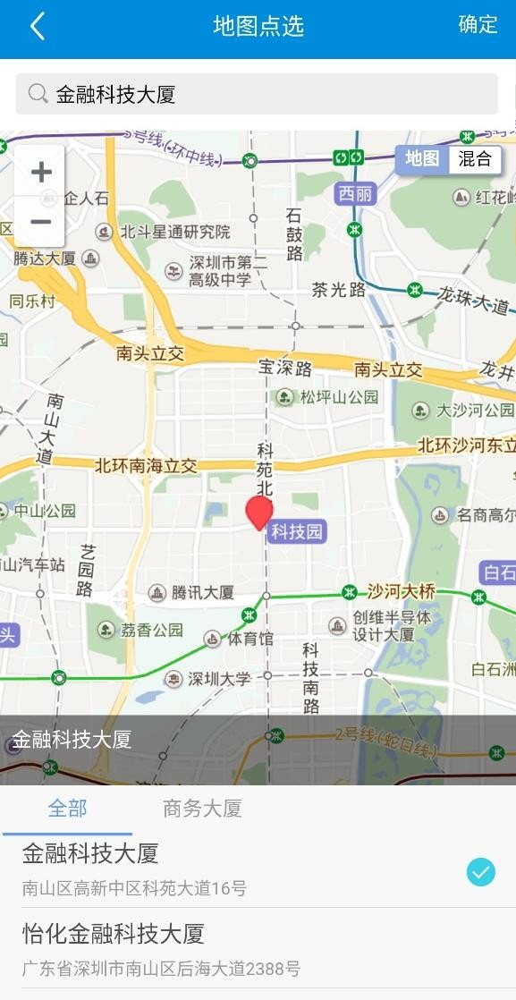 地图点选
确定
金融科技大厦
5号线(环中线)
5号线
地图
混合
企人石
西丽
红花岭
北斗星通研究院
石鼓路
腾达大厦
深圳市第二
高级中学
茶光路
龙珠大道
同乐村
区
园
南头立交
宝深路
南头立交
龙井
松坪山公园
南山大道
大沙河公园
科苑北
北环沙河东立
北环南海立交
中山公园
科技园
名商高尔
艺园路
南山汽车站
白石
腾讯大厦
沙河大桥
荔香公园
创维半导体
设计大厦
头
体育馆
科技南路
深圳大学
白石洲
金融科技大厦
2号线(蛇口线)
全部
商务大厦
金融科技大厦
南山区高新中区科苑大道16号
怡化金融科技大厦
广东省深圳市南山区后海大道2388号